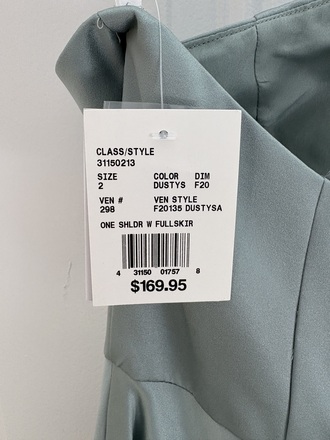 CLASS/STYLE
31150213
SIZE COLOR DIM
2 DUSTYS F20
VEN # VEN STYLE
298 F20135 DUSTYSA
ONE SHLDR W FULLSKIR
4 31150 01757 8
$169.95